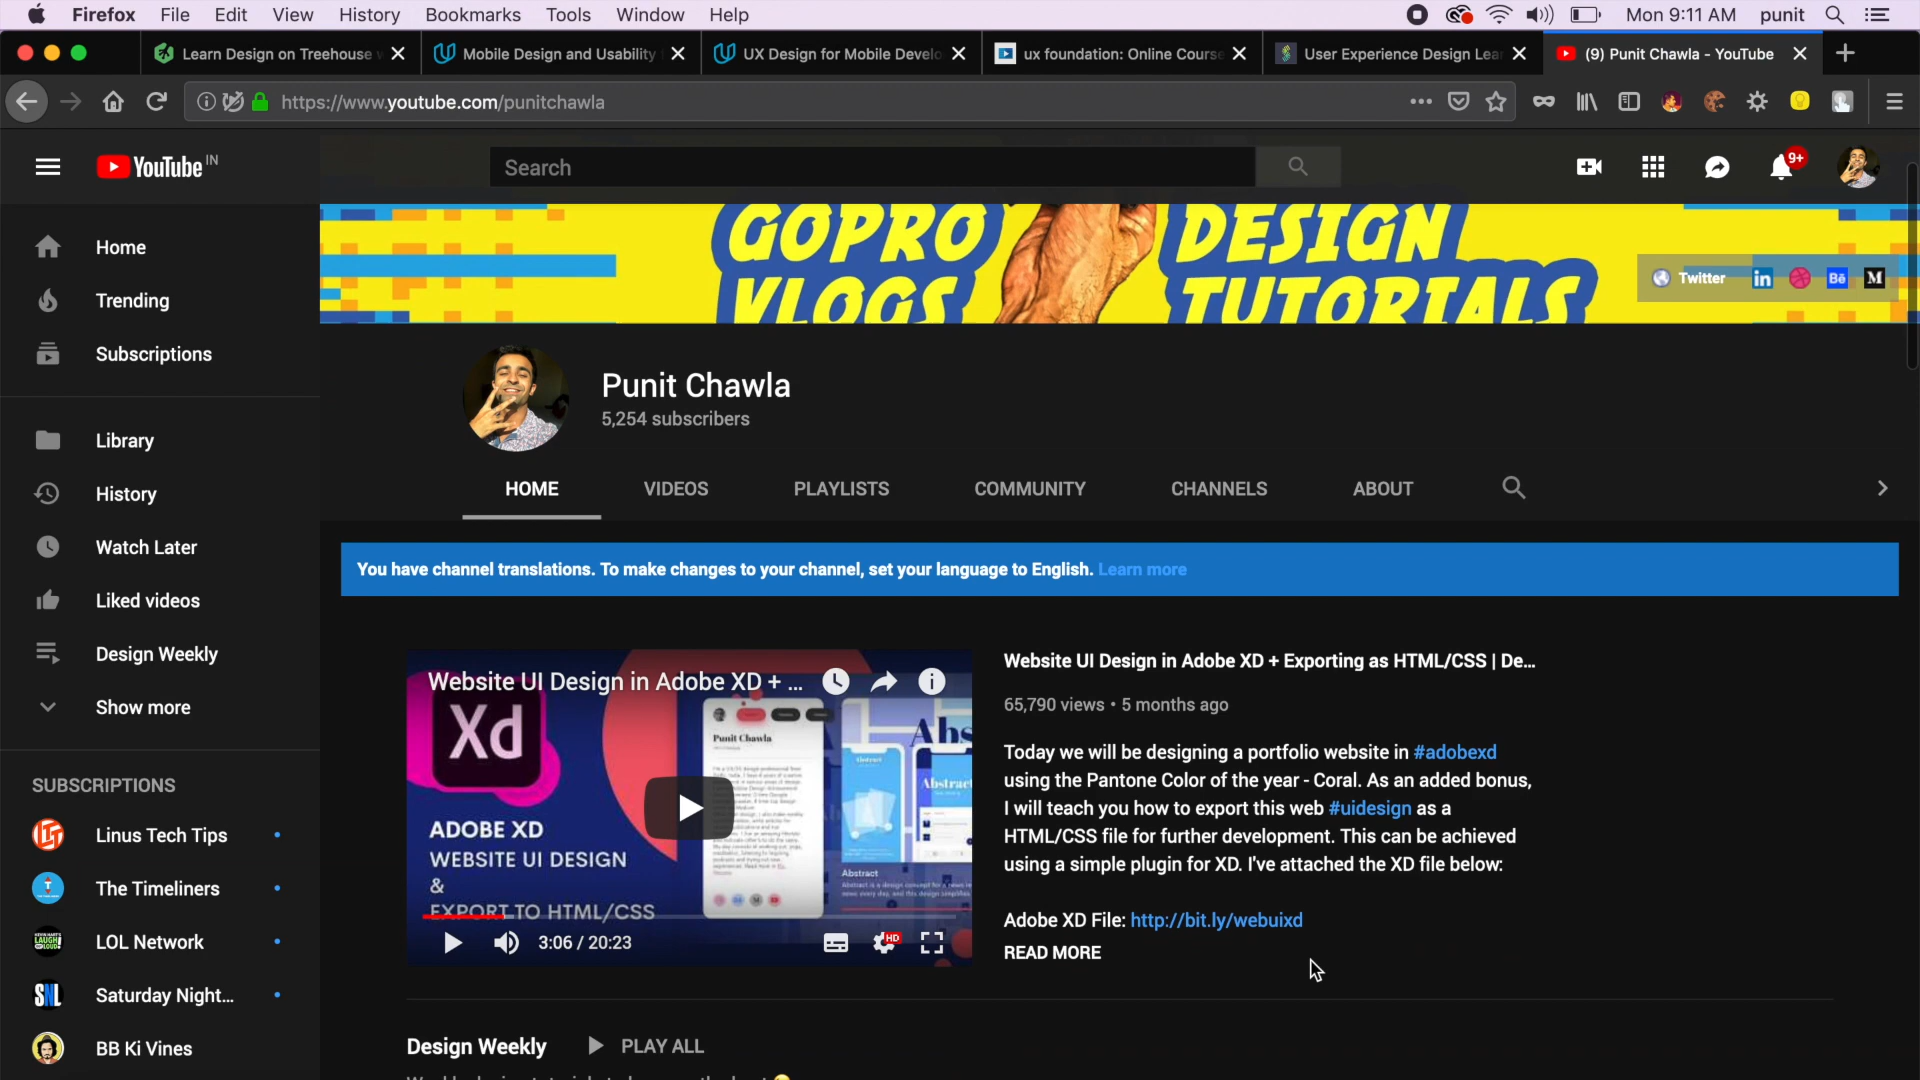 Firefox File Edit View History Bookmarks Tools Window Help Mon 9:11 AM punit
Learn Design on Treehouse Mobile Design and Usability UX Design for Mobile Develo ux foundation: Online Course User Experience Design Lear (9) Punit Chawla - YouTube
https://www.youtube.com/punitchawla
YouTube IN Search 9+
Home
Trending
Subscriptions
Library
History
Watch Later
Liked videos
Design Weekly
Show more
SUBSCRIPTIONS
Linus Tech Tips
The Timeliners
LOL Network
SNL Saturday Night...
BB Ki Vines
GOPRO DESIGN
VLOGS TUTORIALS
Twitter in Bē M
Punit Chawla
5,254 subscribers
HOME VIDEOS PLAYLISTS COMMUNITY CHANNELS ABOUT
You have channel translations. To make changes to your channel, set your language to English. Learn more
Website UI Design in Adobe XD + ...
Xd
Punit Chawla
Abs
Abstract
Abstract
ADOBE XD
WEBSITE UI DESIGN
&
EXPORT TO HTML/CSS
3:06 / 20:23 HD
Website UI Design in Adobe XD + Exporting as HTML/CSS | De...
65,790 views • 5 months ago
Today we will be designing a portfolio website in #adobexd
using the Pantone Color of the year - Coral. As an added bonus,
I will teach you how to export this web #uidesign as a
HTML/CSS file for further development. This can be achieved
using a simple plugin for XD. I've attached the XD file below:
Adobe XD File: http://bit.ly/webuixd
READ MORE
Design Weekly PLAY ALL